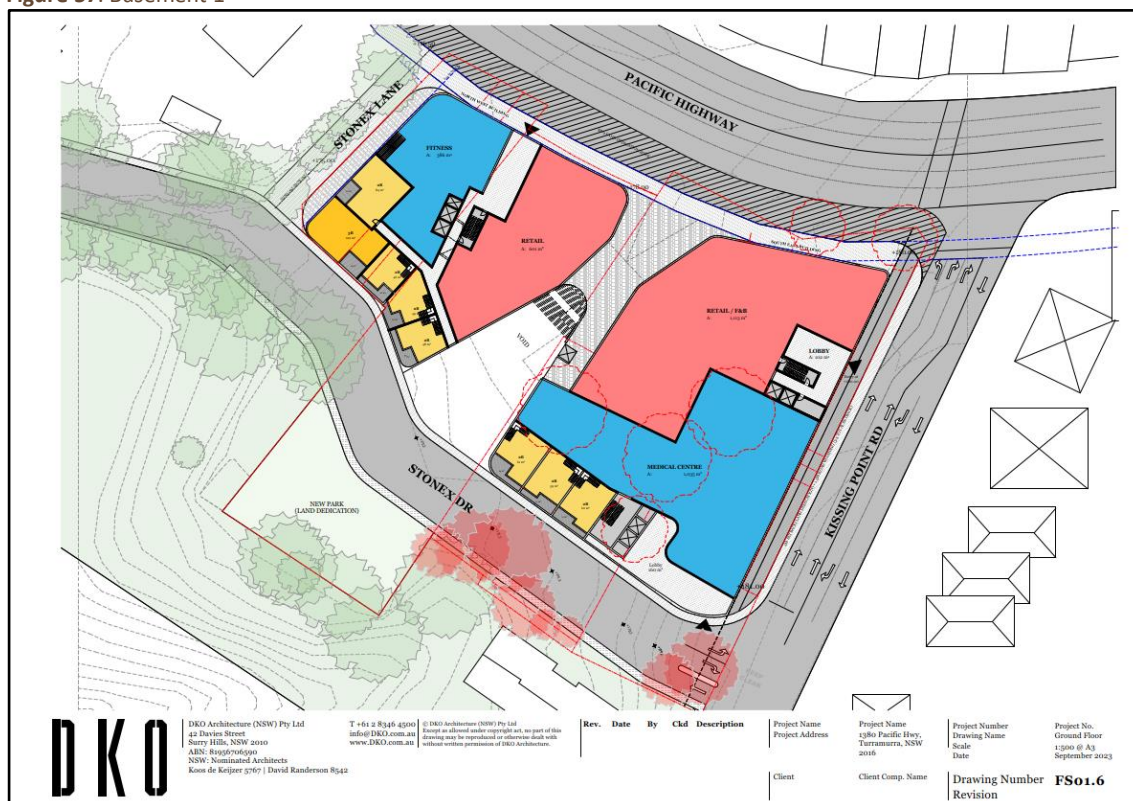 Figure 37: Basement 1
PACIFIC HIGHWAY
STONEX LANE
FITNESS
RETAIL
RETAIL / F&B
LOBBY
VOID
MEDICAL CENTRE
KISSING POINT RD
STONEX DR
Lobby
NEW PARK
(LAND DEDICATION)
DKO
DKO Architecture (NSW) Pty Ltd
42 Davies Street
Surry Hills, NSW 2010
ABN: 81956706590
NSW: Nominated Architects
Koos de Keijzer 5767 | David Randerson 8542
T +61 2 8346 4500
info@DKO.com.au
www.DKO.com.au
© DKO Architecture (NSW) Pty Ltd
Except as allowed under copyright act, no part of this
drawing may be reproduced or otherwise dealt with
without written permission of DKO Architecture.
Rev. Date By Ckd Description
Project Name
Project Address
Project Name
1380 Pacific Hwy,
Turramurra, NSW
2016
Client
Client Comp. Name
Project Number
Drawing Name
Scale
Date
Project No.
Ground Floor
1:500 @ A3
September 2023
Drawing Number
Revision
FS01.6